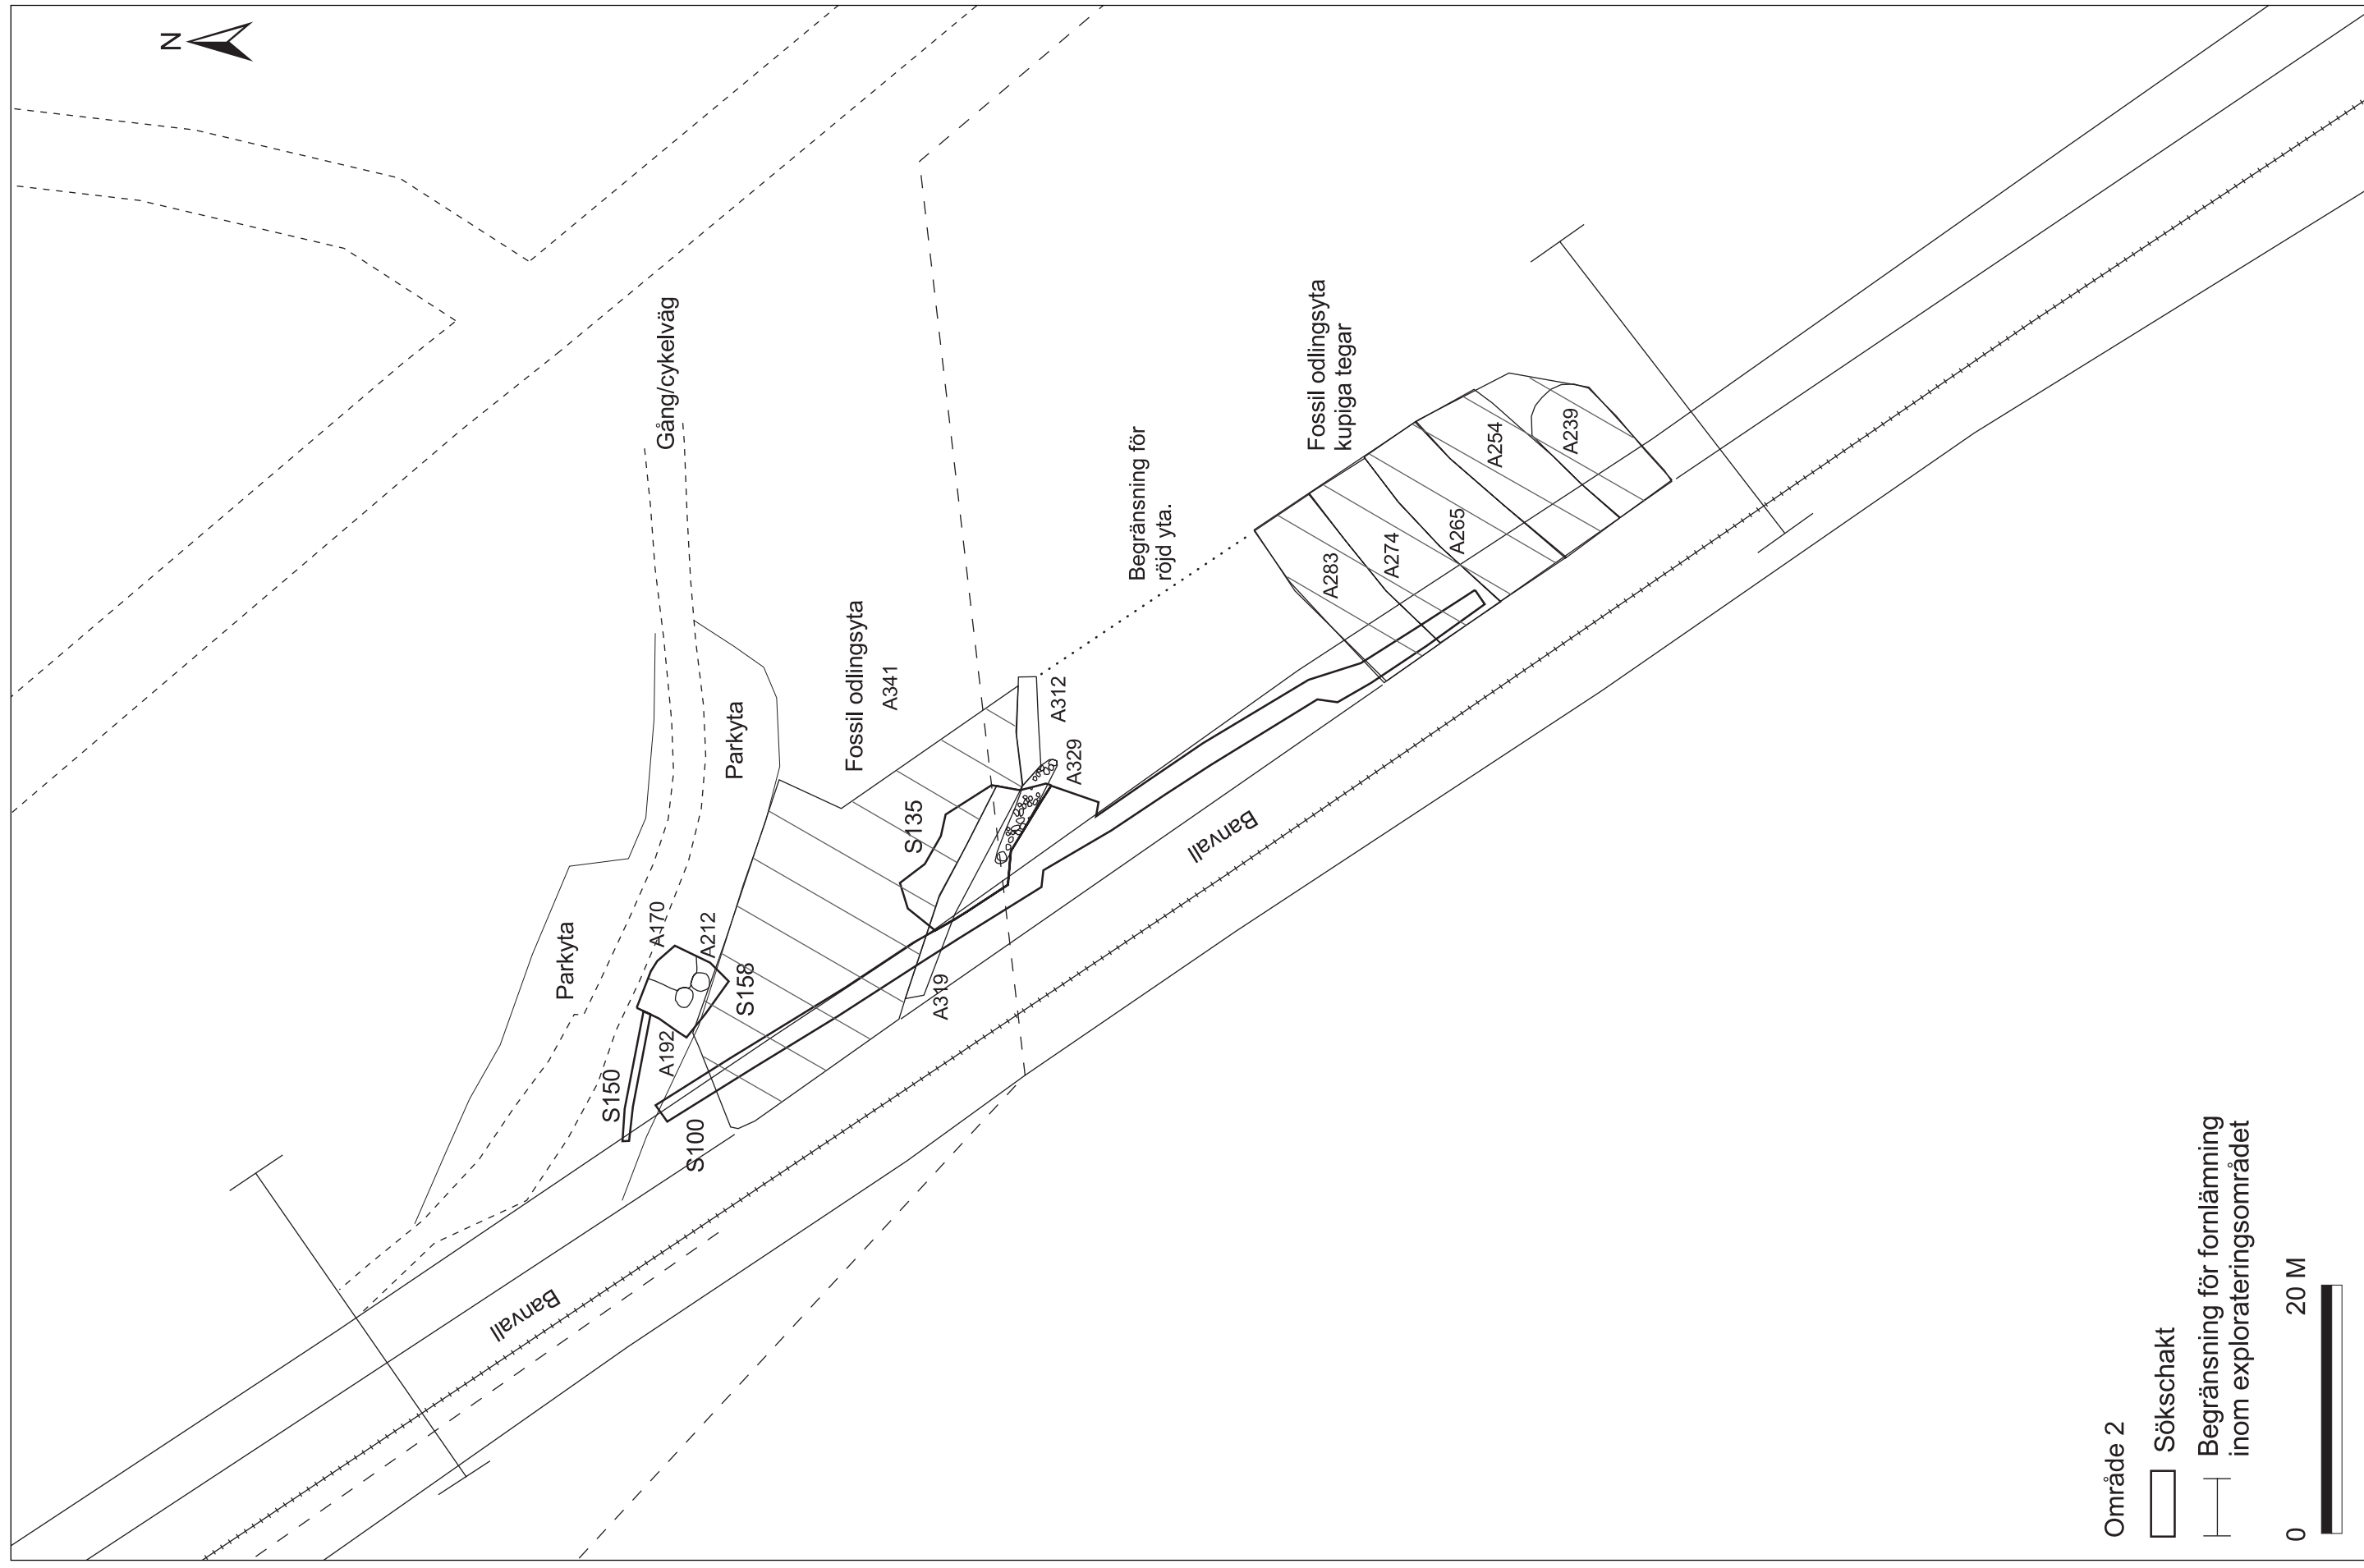 N
Gång/cykelväg
Parkyta
Parkyta
Fossil odlingsyta
A341
Begränsning för
röjd yta.
Fossil odlingsyta
kupiga tegar
A170
A212
S158
A192
S150
S100
S135
A319
A312
A329
A283
A274
A265
A254
A239
Banvall
Banvall
Område 2
Sökschakt
Begränsning för fornlämning
inom explorateringsområdet
0 20 M